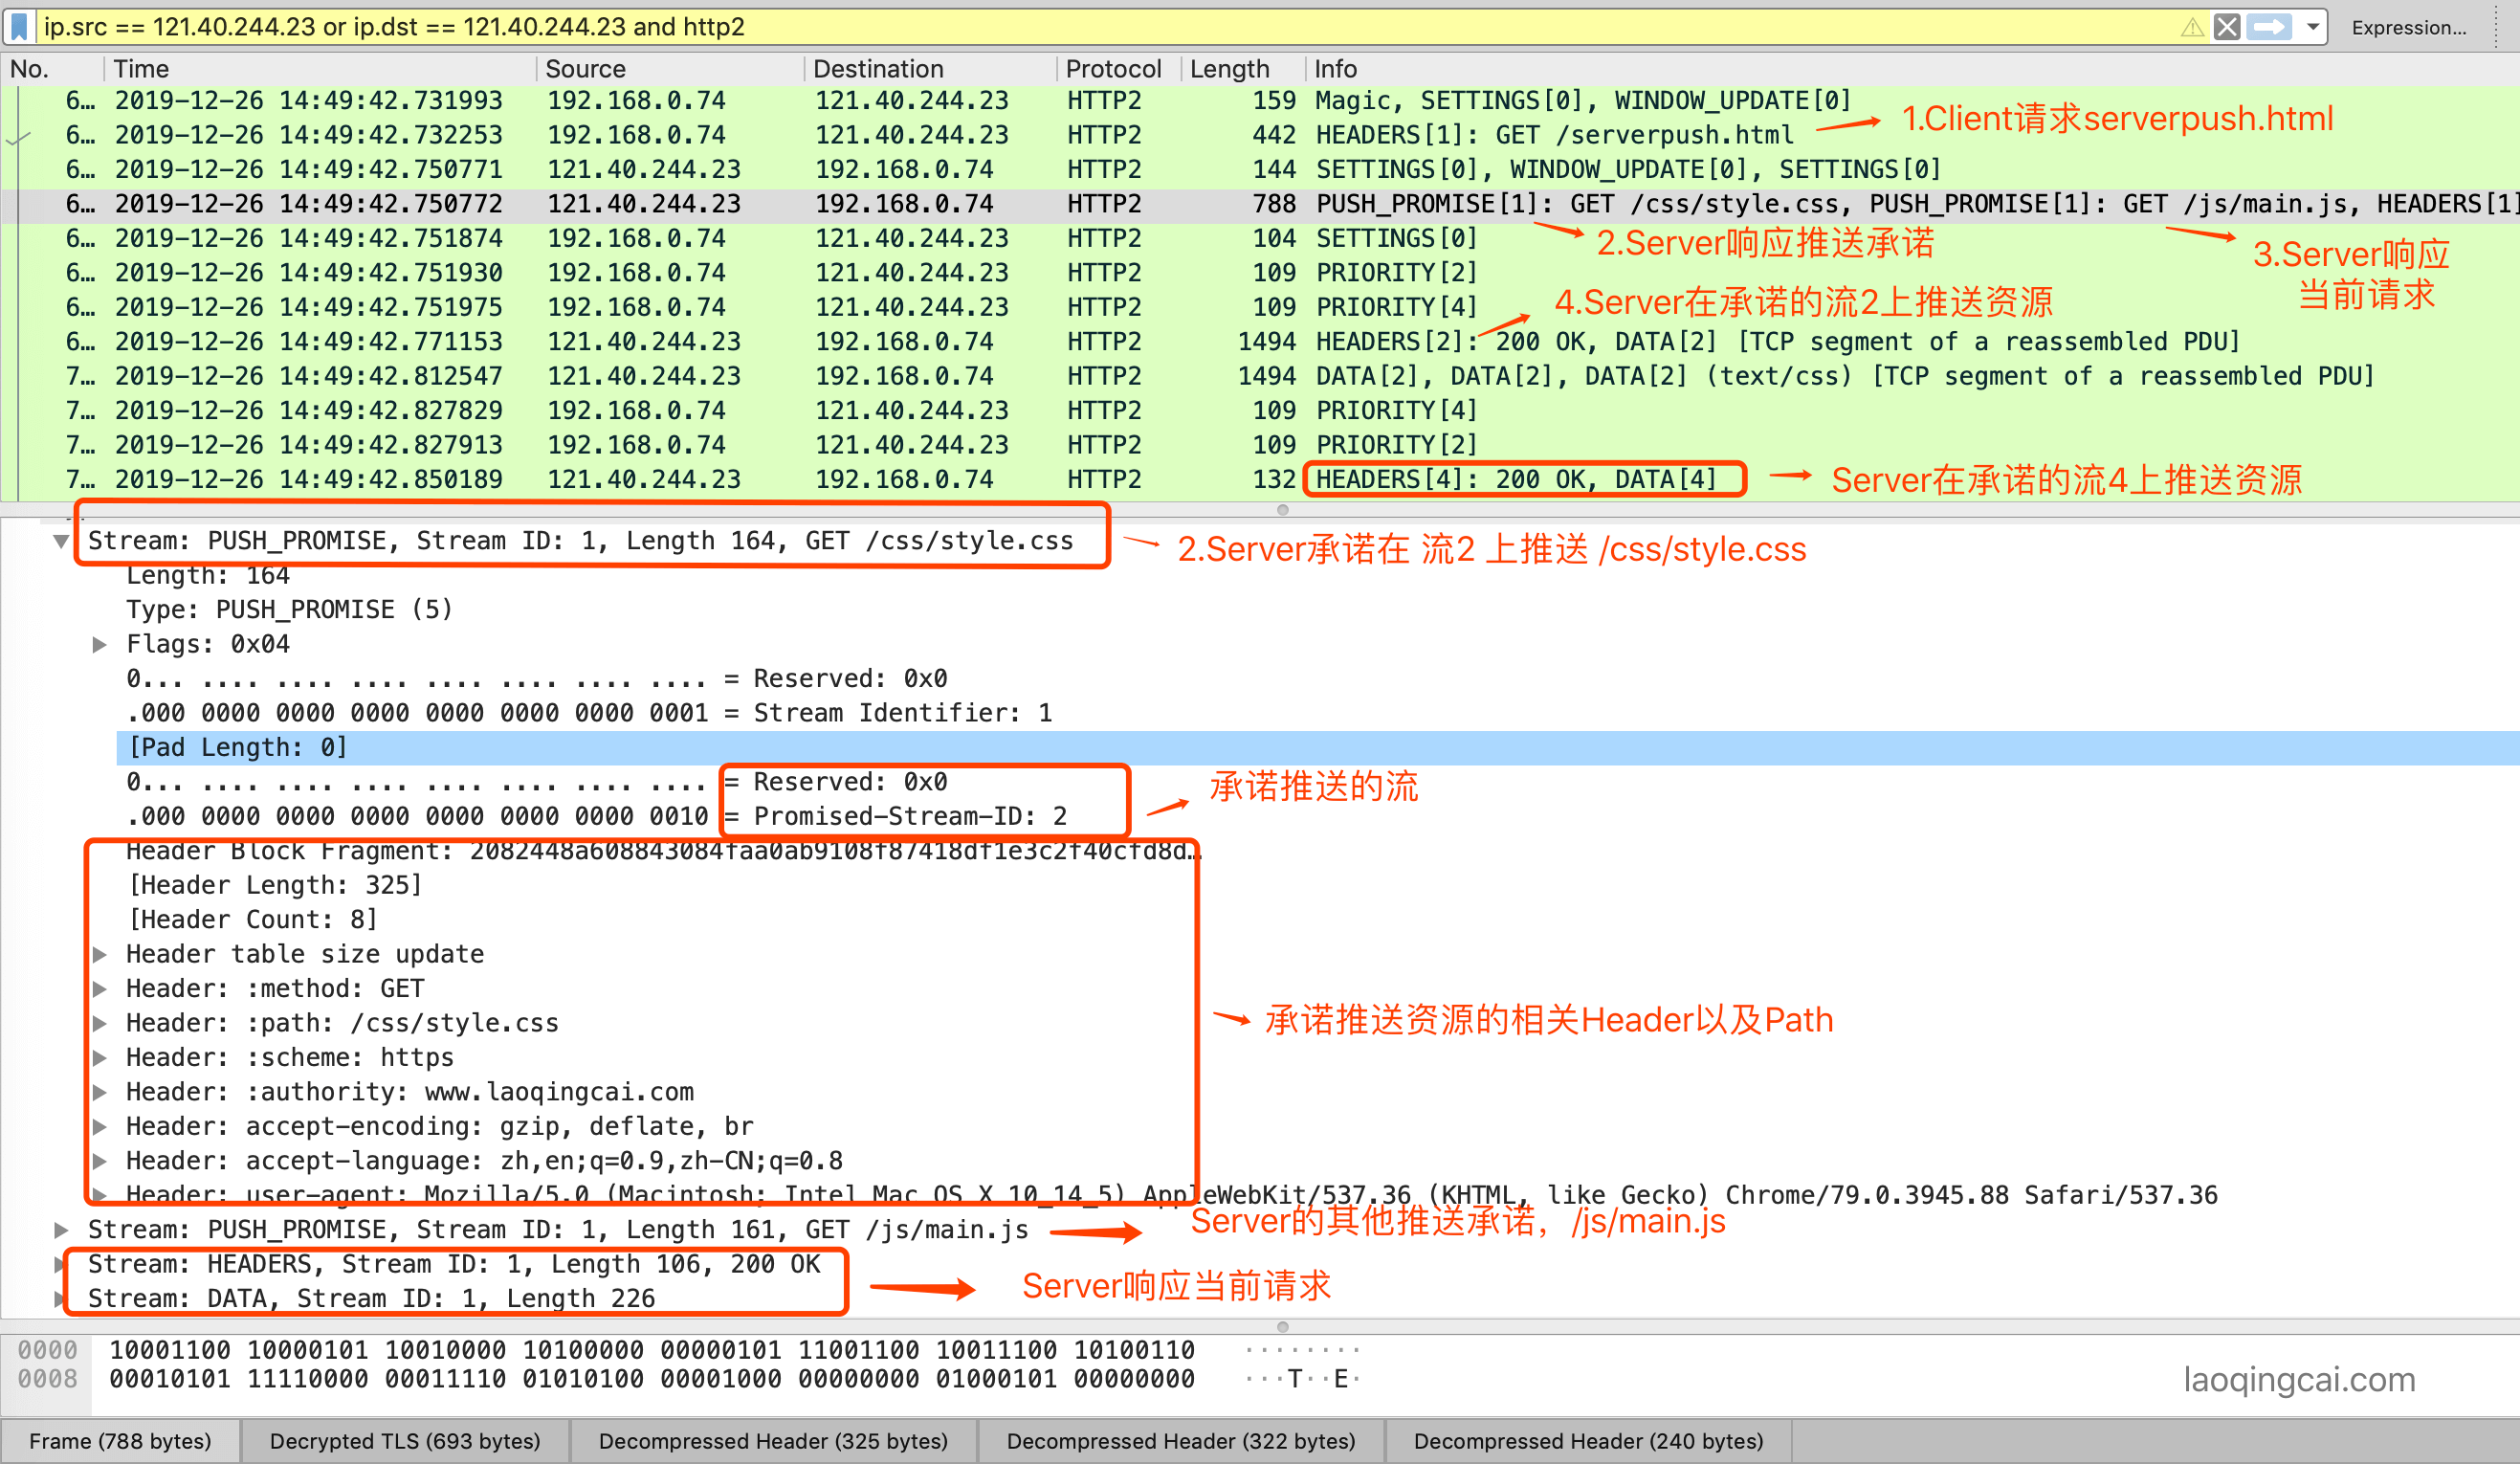 ip.src == 121.40.244.23 or ip.dst == 121.40.244.23 and http2 Expression...
No. Time Source Destination Protocol Length Info
6... 2019-12-26 14:49:42.731993 192.168.0.74 121.40.244.23 HTTP2 159 Magic, SETTINGS[0], WINDOW_UPDATE[0]
6... 2019-12-26 14:49:42.732253 192.168.0.74 121.40.244.23 HTTP2 442 HEADERS[1]: GET /serverpush.html
1.Client请求serverpush.html
6... 2019-12-26 14:49:42.750771 121.40.244.23 192.168.0.74 HTTP2 144 SETTINGS[0], WINDOW_UPDATE[0], SETTINGS[0]
6... 2019-12-26 14:49:42.750772 121.40.244.23 192.168.0.74 HTTP2 788 PUSH_PROMISE[1]: GET /css/style.css, PUSH_PROMISE[1]: GET /js/main.js, HEADERS[1]
6... 2019-12-26 14:49:42.751874 192.168.0.74 121.40.244.23 HTTP2 104 SETTINGS[0]
2.Server响应推送承诺
3.Server响应
当前请求
6... 2019-12-26 14:49:42.751930 192.168.0.74 121.40.244.23 HTTP2 109 PRIORITY[2]
6... 2019-12-26 14:49:42.751975 192.168.0.74 121.40.244.23 HTTP2 109 PRIORITY[4]
4.Server在承诺的流2上推送资源
6... 2019-12-26 14:49:42.771153 121.40.244.23 192.168.0.74 HTTP2 1494 HEADERS[2]: 200 OK, DATA[2] [TCP segment of a reassembled PDU]
7... 2019-12-26 14:49:42.812547 121.40.244.23 192.168.0.74 HTTP2 1494 DATA[2], DATA[2], DATA[2] (text/css) [TCP segment of a reassembled PDU]
7... 2019-12-26 14:49:42.827829 192.168.0.74 121.40.244.23 HTTP2 109 PRIORITY[4]
7... 2019-12-26 14:49:42.827913 192.168.0.74 121.40.244.23 HTTP2 109 PRIORITY[2]
7... 2019-12-26 14:49:42.850189 121.40.244.23 192.168.0.74 HTTP2 132 HEADERS[4]: 200 OK, DATA[4]
Server在承诺的流4上推送资源
Stream: PUSH_PROMISE, Stream ID: 1, Length 164, GET /css/style.css
2.Server承诺在 流2 上推送 /css/style.css
Length: 164
Type: PUSH_PROMISE (5)
Flags: 0x04
0... .... .... .... .... .... .... .... = Reserved: 0x0
.000 0000 0000 0000 0000 0000 0000 0001 = Stream Identifier: 1
[Pad Length: 0]
0... .... .... .... .... .... .... .... = Reserved: 0x0
承诺推送的流
.000 0000 0000 0000 0000 0000 0000 0010 = Promised-Stream-ID: 2
Header Block Fragment: 2082448a608843084faa0ab9108f87418df1e3c2f40cfd8d...
[Header Length: 325]
[Header Count: 8]
Header table size update
Header: :method: GET
Header: :path: /css/style.css
承诺推送资源的相关Header以及Path
Header: :scheme: https
Header: :authority: www.laoqingcai.com
Header: accept-encoding: gzip, deflate, br
Header: accept-language: zh,en;q=0.9,zh-CN;q=0.8
Header: user-agent: Mozilla/5.0 (Macintosh; Intel Mac OS X 10_14_5) AppleWebKit/537.36 (KHTML, like Gecko) Chrome/79.0.3945.88 Safari/537.36
Stream: PUSH_PROMISE, Stream ID: 1, Length 161, GET /js/main.js
Server的其他推送承诺，/js/main.js
Stream: HEADERS, Stream ID: 1, Length 106, 200 OK
Server响应当前请求
Stream: DATA, Stream ID: 1, Length 226
0000 10001100 10000101 10010000 10100000 00000101 11001100 10011100 10100110 ········
0008 00010101 11110000 00011110 01010100 00001000 00000000 01000101 00000000 ···T··E·
laoqingcai.com
Frame (788 bytes) Decrypted TLS (693 bytes) Decompressed Header (325 bytes) Decompressed Header (322 bytes) Decompressed Header (240 bytes)